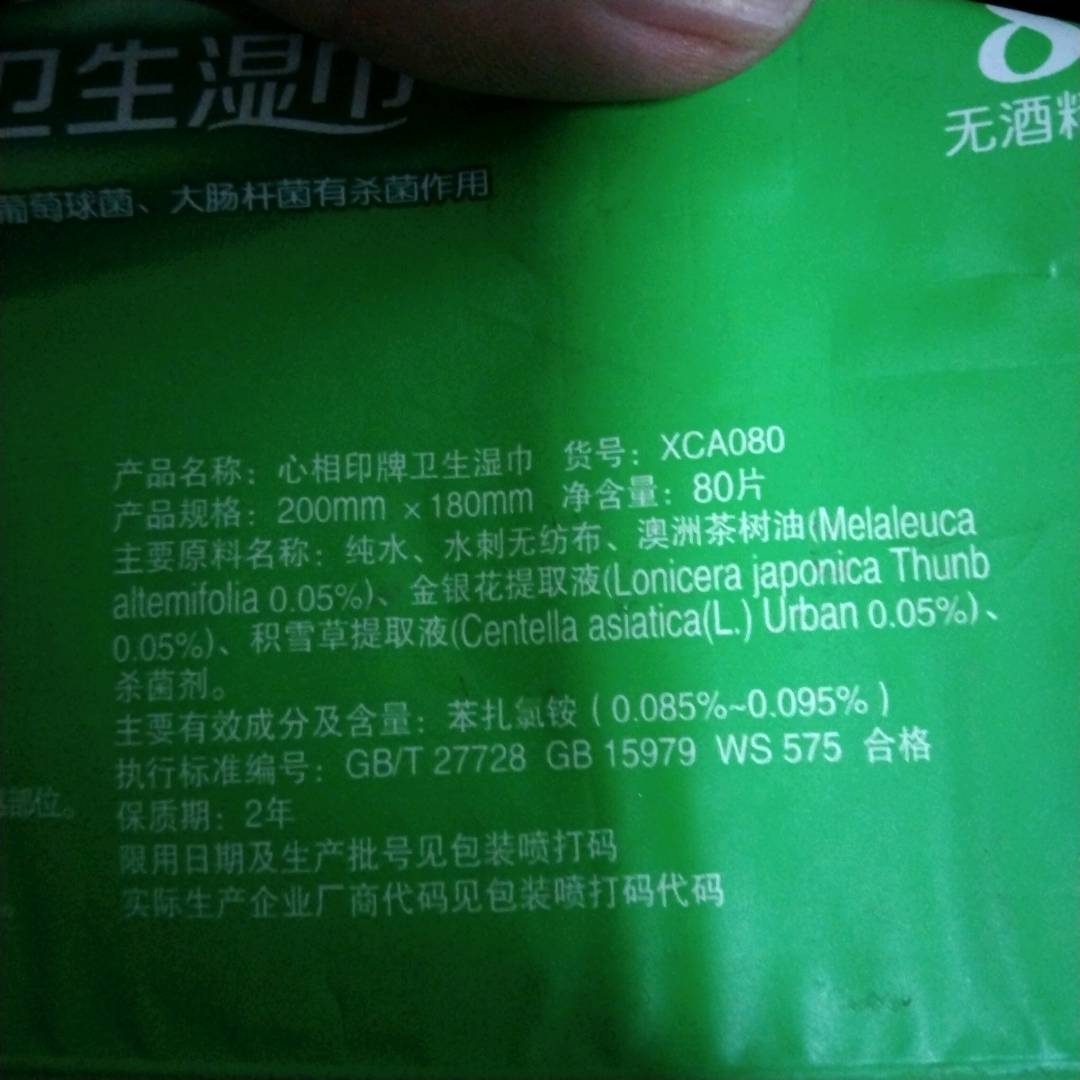 卫生湿巾
无酒精
葡萄球菌、大肠杆菌有杀菌作用
产品名称：心相印牌卫生湿巾 货号：XCA080
产品规格：200mm ×180mm 净含量：80片
主要原料名称：纯水、水刺无纺布、澳洲茶树油(Melaleuca
altemifolia 0.05%)、金银花提取液(Lonicera japonica Thunb
0.05%)、积雪草提取液(Centella asiatica(L.) Urban 0.05%)、
杀菌剂。
主要有效成分及含量：苯扎氯铵（0.085%~0.095%）
执行标准编号：GB/T 27728 GB 15979 WS 575 合格
部位。
保质期：2年
限用日期及生产批号见包装喷打码
实际生产企业厂商代码见包装喷打码代码